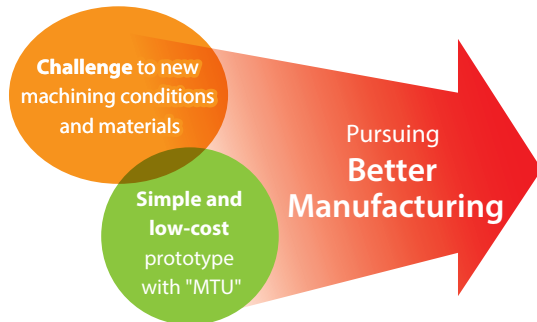 Challenge to new
machining conditions
and materials
Simple and
low-cost
prototype
with "MTU"
Pursuing
Better
Manufacturing